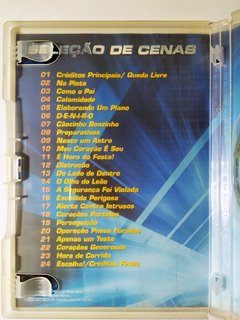 SELEÇÃO DE CENAS
01 Créditos Principais/ Queda Livre
02 Na Pista
03 Como o Pai
04 Calamidade
05 Elaborando Um Plano
06 D-E-N-I-R-O
07 Cãozinho Bonzinho
08 Preparativos
09 Nasce um Astro
10 Meu Coração É Seu
11 É Hora da Festa!
12 Distração
13 Do Lado de Dentro
14 O Olho do Leão
15 A Segurança Foi Violada
16 Escalada Perigosa
17 Alerta Contra Intrusos
18 Corações Partidos
19 Perseguição
20 Operação Pneus Furados
21 Apenas um Teste
22 Corações Generosos
23 Hora de Corrida
24 Escolha!/Créditos Finais